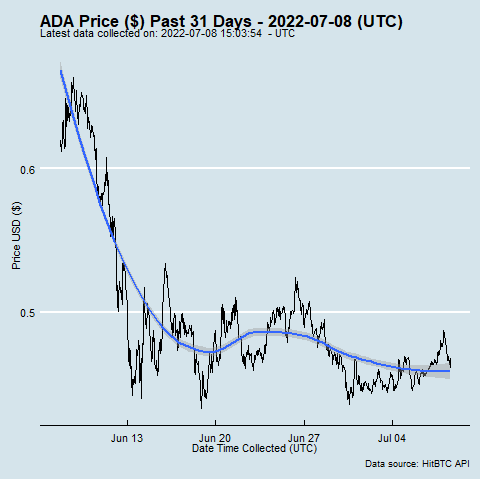 ADA Price ($) Past 31 Days - 2022-07-08 (UTC)
Latest data collected on: 2022-07-08 15:03:54 - UTC
0.6
Price USD ($)
0.5
Jun 13
Jun 20
Jun 27
Jul 04
Date Time Collected (UTC)
Data source: HitBTC API